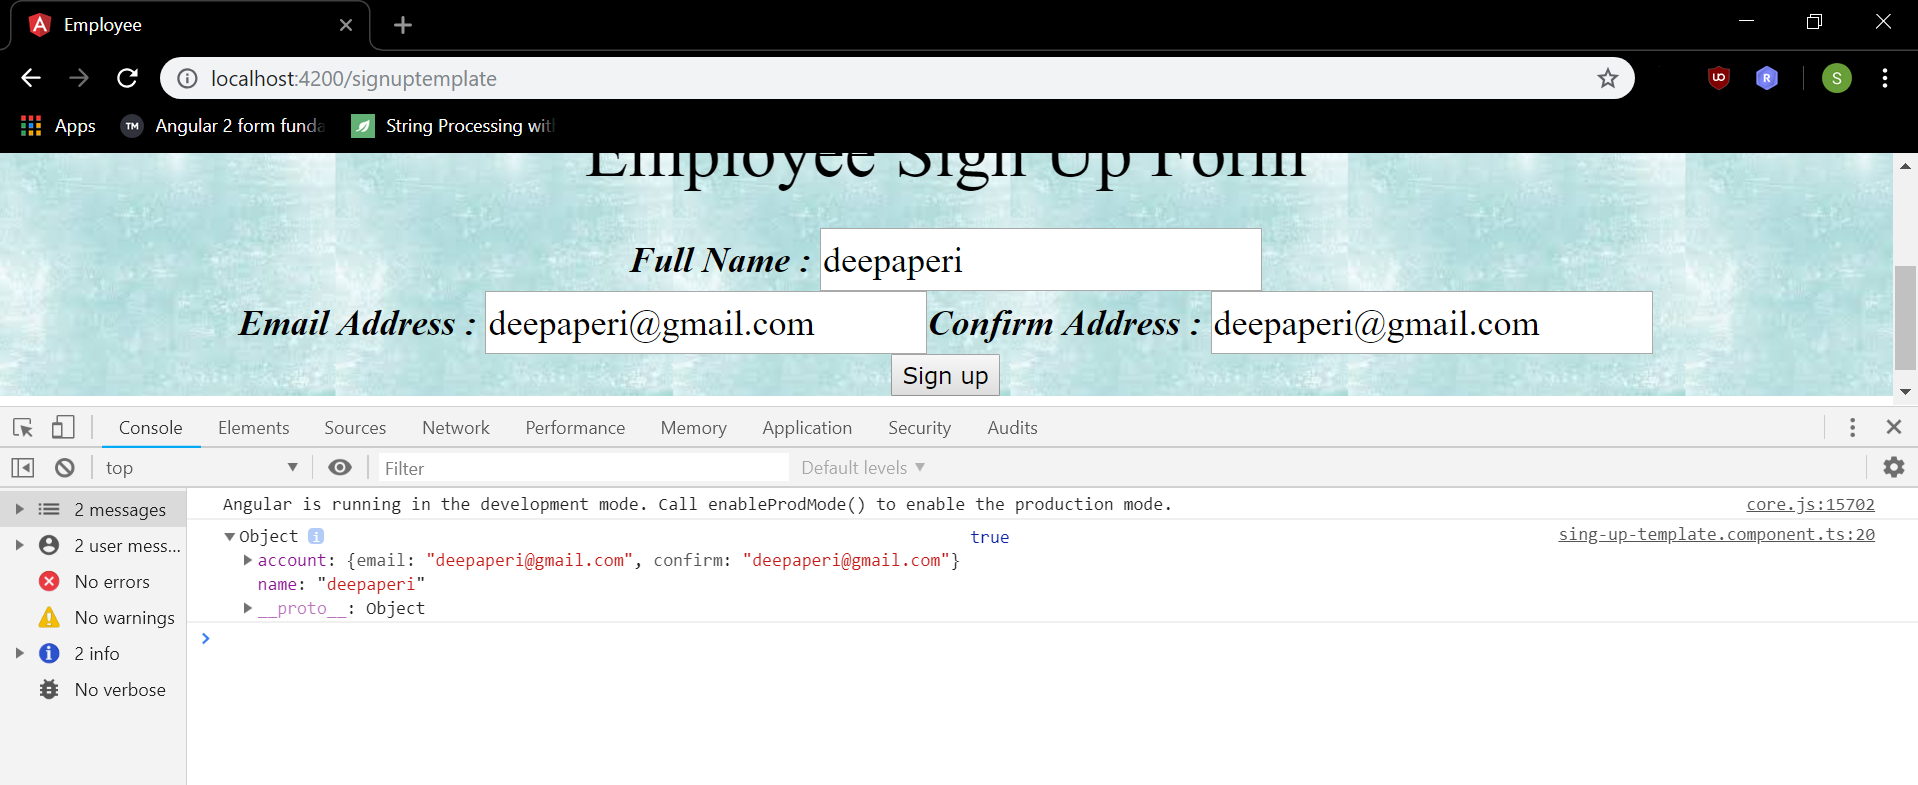 Employee
localhost:4200/signuptemplate
S
Apps TM Angular 2 form funda String Processing wit
Employee Sign Up Form
Full Name : deepaperi
Email Address : deepaperi@gmail.com Confirm Address : deepaperi@gmail.com
Sign up
Console Elements Sources Network Performance Memory Application Security Audits
top Filter Default levels
2 messages
2 user mess...
No errors
No warnings
2 info
No verbose
Angular is running in the development mode. Call enableProdMode() to enable the production mode. core.js:15702
Object i true sing-up-template.component.ts:20
account: {email: "deepaperi@gmail.com", confirm: "deepaperi@gmail.com"}
name: "deepaperi"
__proto__: Object